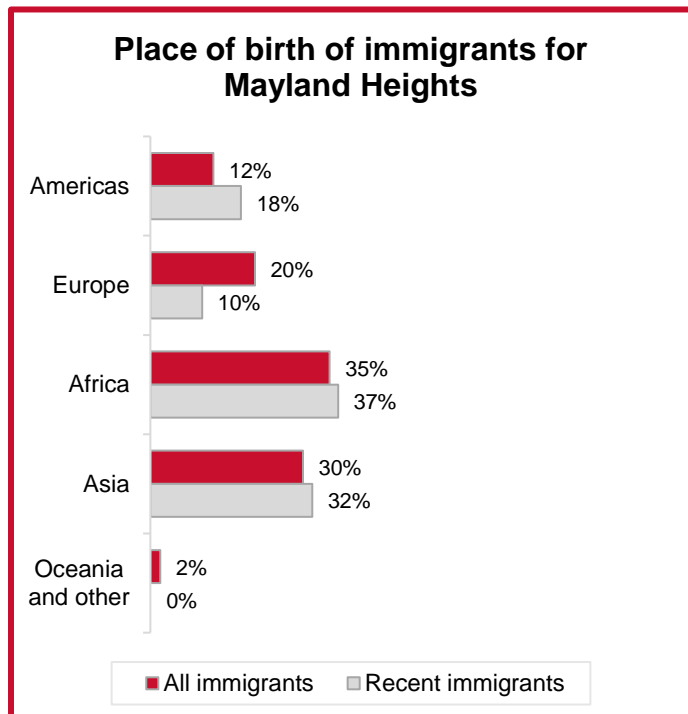 Place of birth of immigrants for
Mayland Heights
Americas
12%
18%
Europe
20%
10%
Africa
35%
37%
Asia
30%
32%
Oceania
and other
2%
0%
All immigrants
Recent immigrants